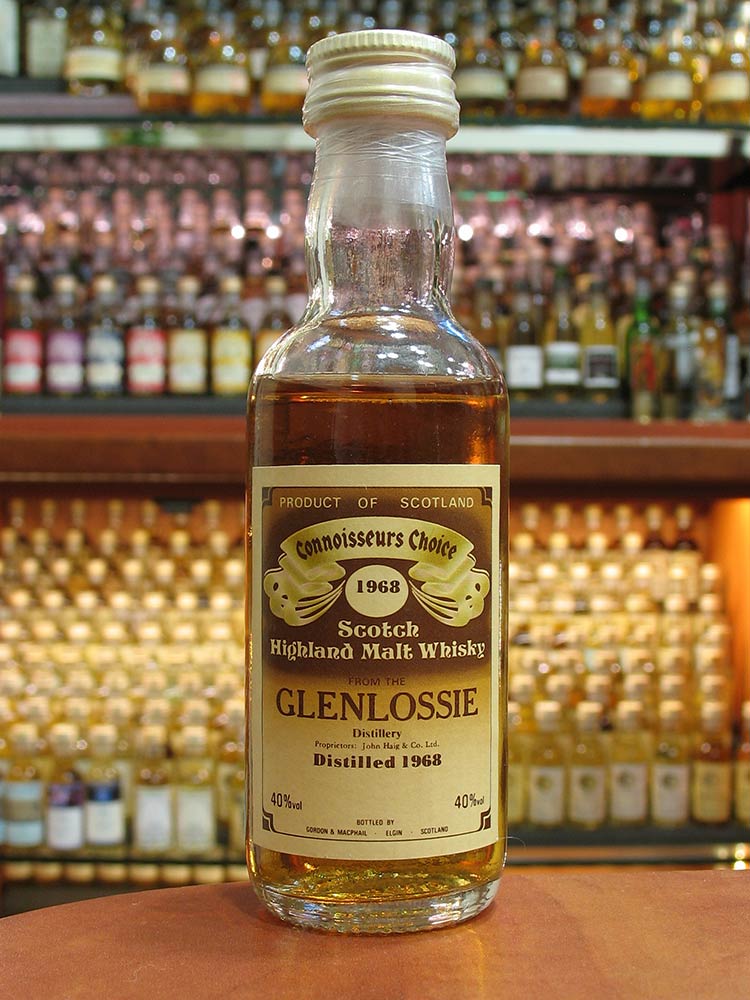 PRODUCT OF SCOTLAND
Connoisseurs Choice
1968
Scotch
Highland Malt Whisky
FROM THE
GLENLOSSIE
Distillery
Proprietors: John Haig & Co. Ltd.
Distilled 1968
40%vol 40%vol
BOTTLED BY
GORDON & MACPHAIL · ELGIN · SCOTLAND